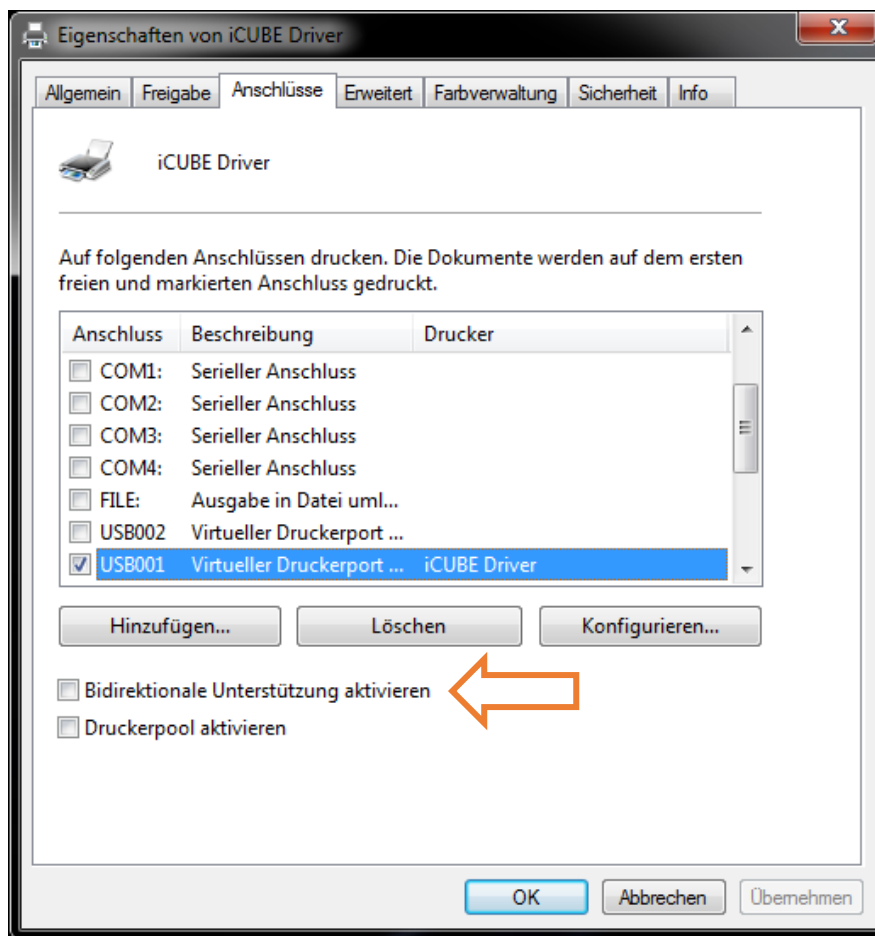 Eigenschaften von iCUBE Driver
Allgemein Freigabe Anschlüsse Erweitert Farbverwaltung Sicherheit Info
iCUBE Driver
Auf folgenden Anschlüssen drucken. Die Dokumente werden auf dem ersten
freien und markierten Anschluss gedruckt.
Anschluss Beschreibung Drucker
COM1: Serieller Anschluss
COM2: Serieller Anschluss
COM3: Serieller Anschluss
COM4: Serieller Anschluss
FILE: Ausgabe in Datei uml...
USB002 Virtueller Druckerport ...
USB001 Virtueller Druckerport ... iCUBE Driver
Hinzufügen... Löschen Konfigurieren...
Bidirektionale Unterstützung aktivieren
Druckerpool aktivieren
OK Abbrechen Übernehmen